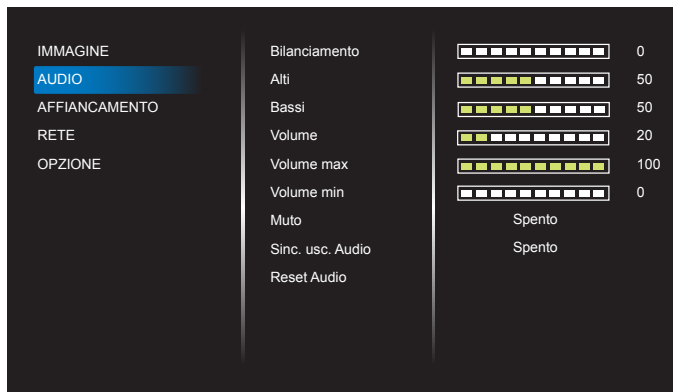 IMMAGINE
AUDIO
AFFIANCAMENTO
RETE
OPZIONE
Bilanciamento 0
Alti 50
Bassi 50
Volume 20
Volume max 100
Volume min 0
Muto Spento
Sinc. usc. Audio Spento
Reset Audio